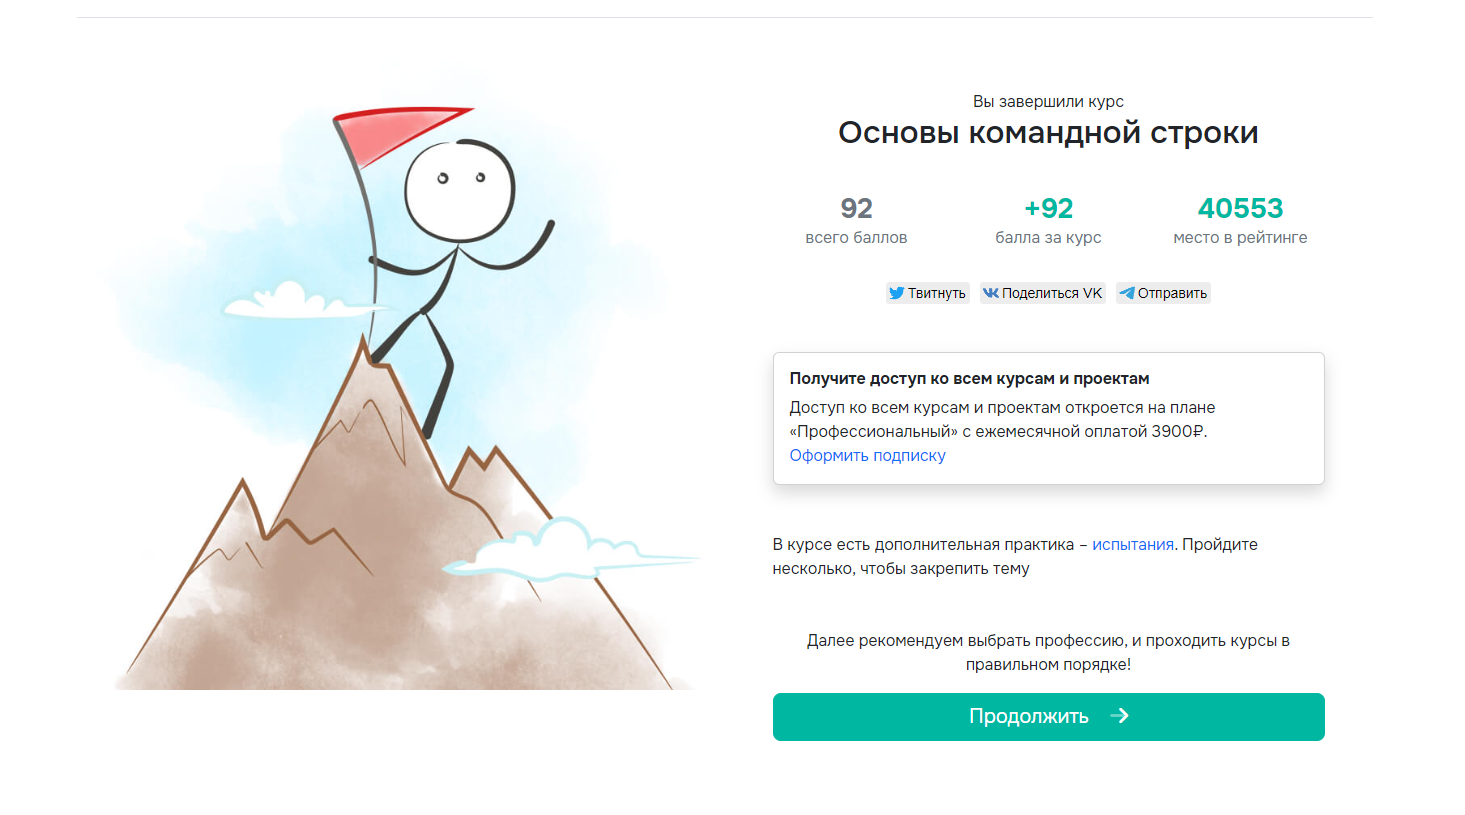 Вы завершили курс
Основы командной строки
92
всего баллов
+92
балла за курс
40553
место в рейтинге
Твитнуть
Поделиться VK
Отправить
Получите доступ ко всем курсам и проектам
Доступ ко всем курсам и проектам откроется на плане
«Профессиональный» с ежемесячной оплатой 3900₽.
Оформить подписку
В курсе есть дополнительная практика – испытания. Пройдите
несколько, чтобы закрепить тему
Далее рекомендуем выбрать профессию, и проходить курсы в
правильном порядке!
Продолжить